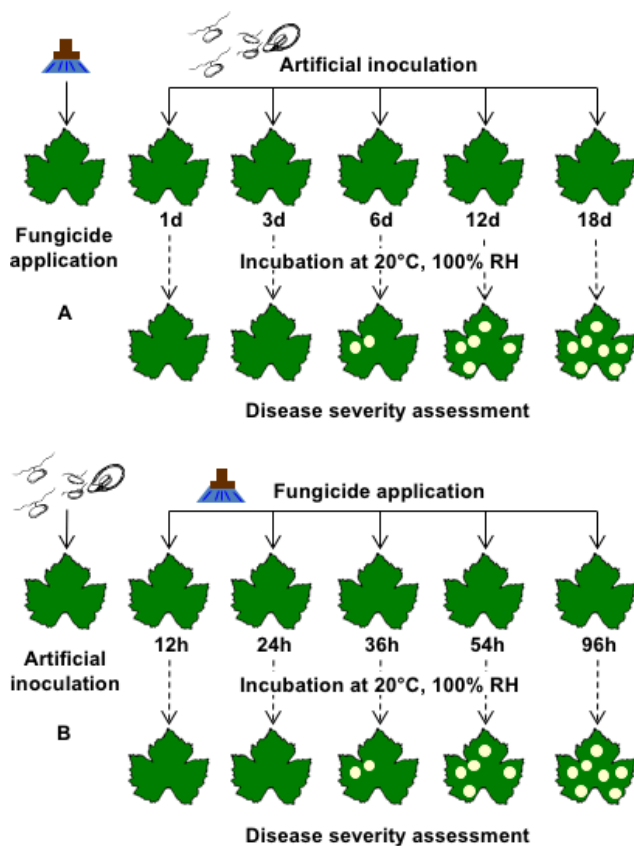 Artificial inoculation
1d 3d 6d 12d 18d
Fungicide
application
Incubation at 20°C, 100% RH
A
Disease severity assessment
Fungicide application
12h 24h 36h 54h 96h
Artificial
inoculation
Incubation at 20°C, 100% RH
B
Disease severity assessment